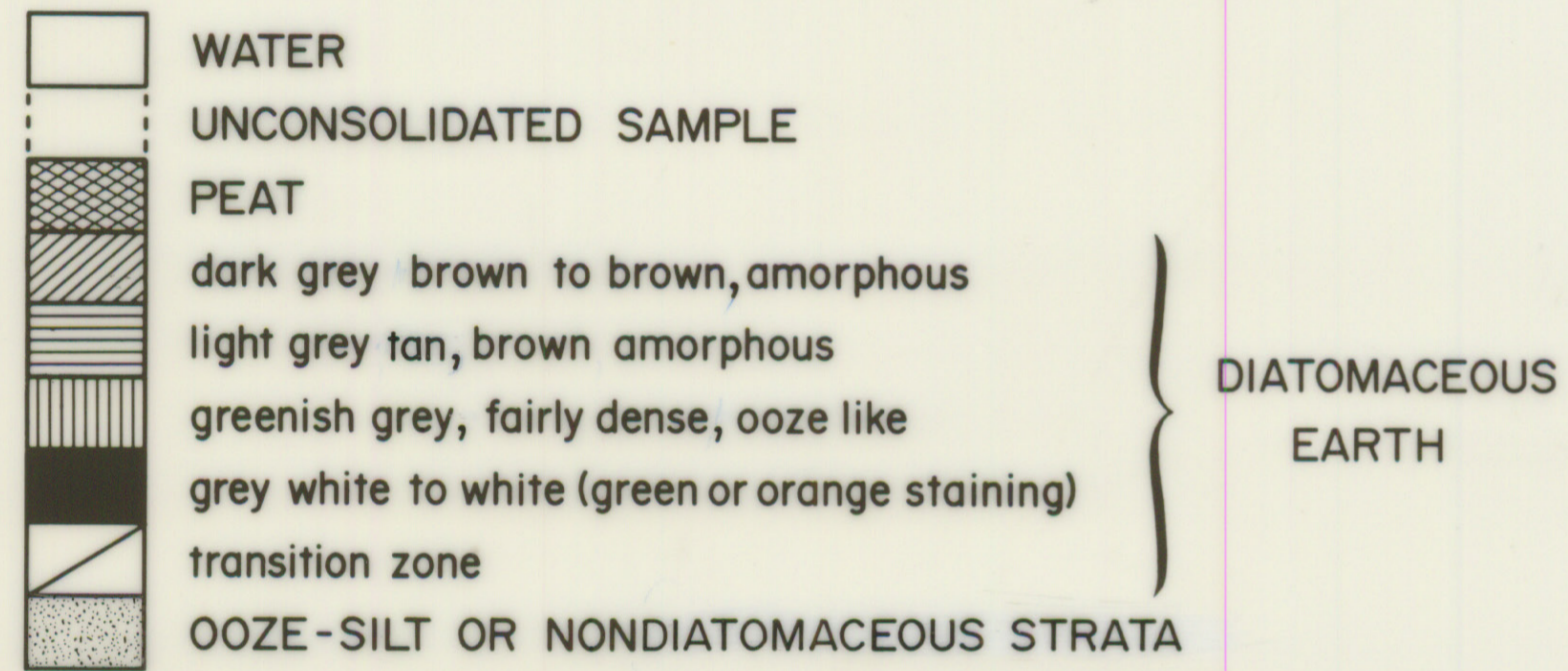 WATER
UNCONSOLIDATED SAMPLE
PEAT
dark grey brown to brown, amorphous
light grey tan, brown amorphous
greenish grey, fairly dense, ooze like
grey white to white (green or orange staining)
transition zone
OOZE-SILT OR NONDIATOMACEOUS STRATA
DIATOMACEOUS
EARTH